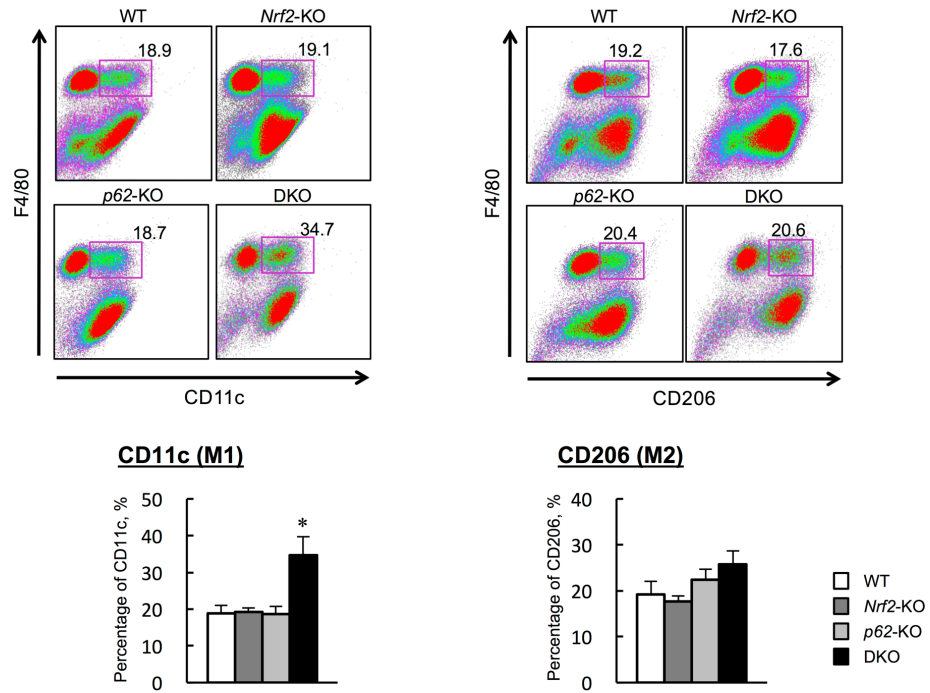 WT
Nrf2-KO
18.9
19.1
F4/80
p62-KO
DKO
18.7
34.7
CD11c
WT
Nrf2-KO
19.2
17.6
F4/80
p62-KO
DKO
20.4
20.6
CD206
CD11c (M1)
Percentage of CD11c, %
50
40
30
20
10
0
*
CD206 (M2)
Percentage of CD206, %
40
30
20
10
0
WT
Nrf2-KO
p62-KO
DKO